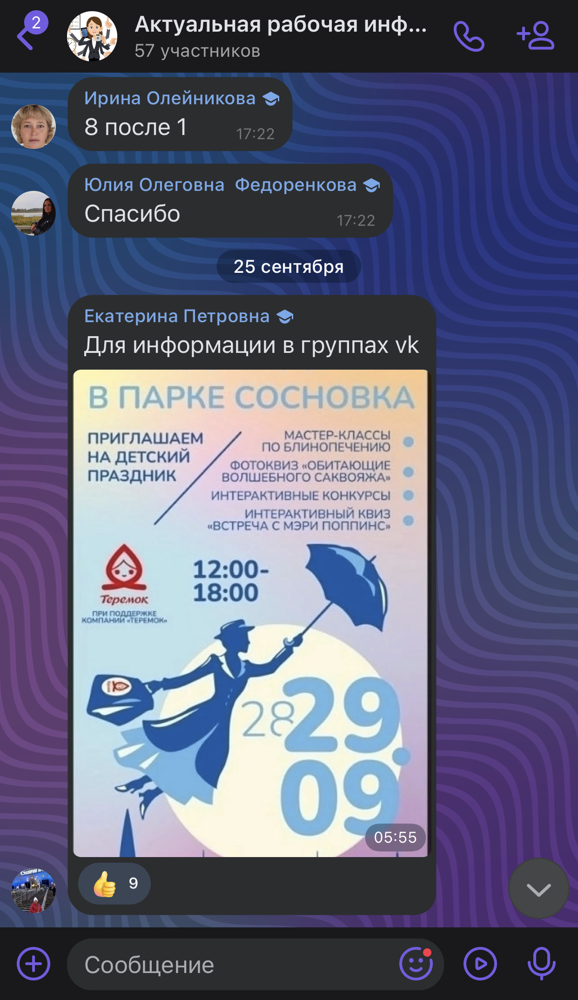 2
Актуальная рабочая инф...
57 участников
Ирина Олейникова
8 после 1
17:22
Юлия Олеговна Федоренкова
Спасибо
17:22
25 сентября
Екатерина Петровна
Для информации в группах vk
В ПАРКЕ СОСНОВКА
ПРИГЛАШАЕМ
НА ДЕТСКИЙ
ПРАЗДНИК
МАСТЕР-КЛАССЫ
ПО БЛИНОПЕЧЕНИЮ
ФОТОКВИЗ «ОБИТАЮЩИЕ
ВОЛШЕБНОГО САКВОЯЖА»
ИНТЕРАКТИВНЫЕ КОНКУРСЫ
ИНТЕРАКТИВНЫЙ КВИЗ
«ВСТРЕЧА С МЭРИ ПОППИНС»
Теремок
ПРИ ПОДДЕРЖКЕ
КОМПАНИИ «ТЕРЕМОК»
12:00-
18:00
28
29.
09
05:55
9
ГАЗПРОМ
Сообщение